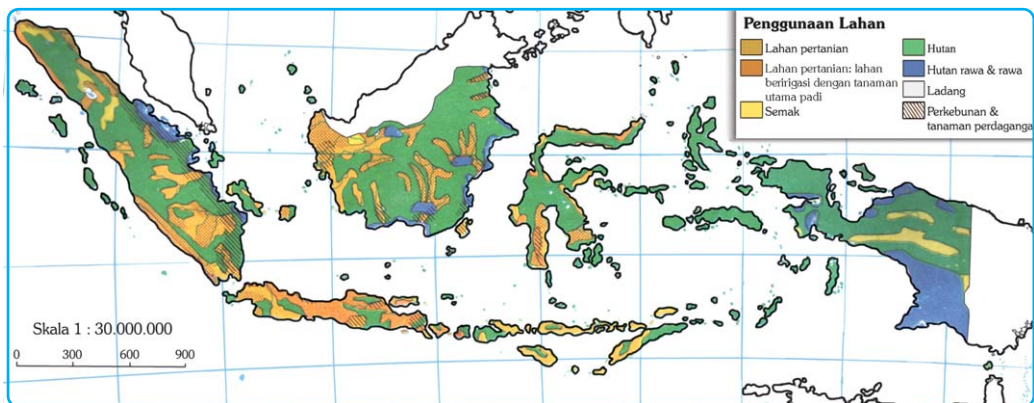 Penggunaan Lahan
Lahan pertanian
Lahan pertanian: lahan
beririgasi dengan tanaman
utama padi
Semak
Hutan
Hutan rawa & rawa
Ladang
Perkebunan &
tanaman perdaganga
Skala 1 : 30.000.000
0 300 600 900